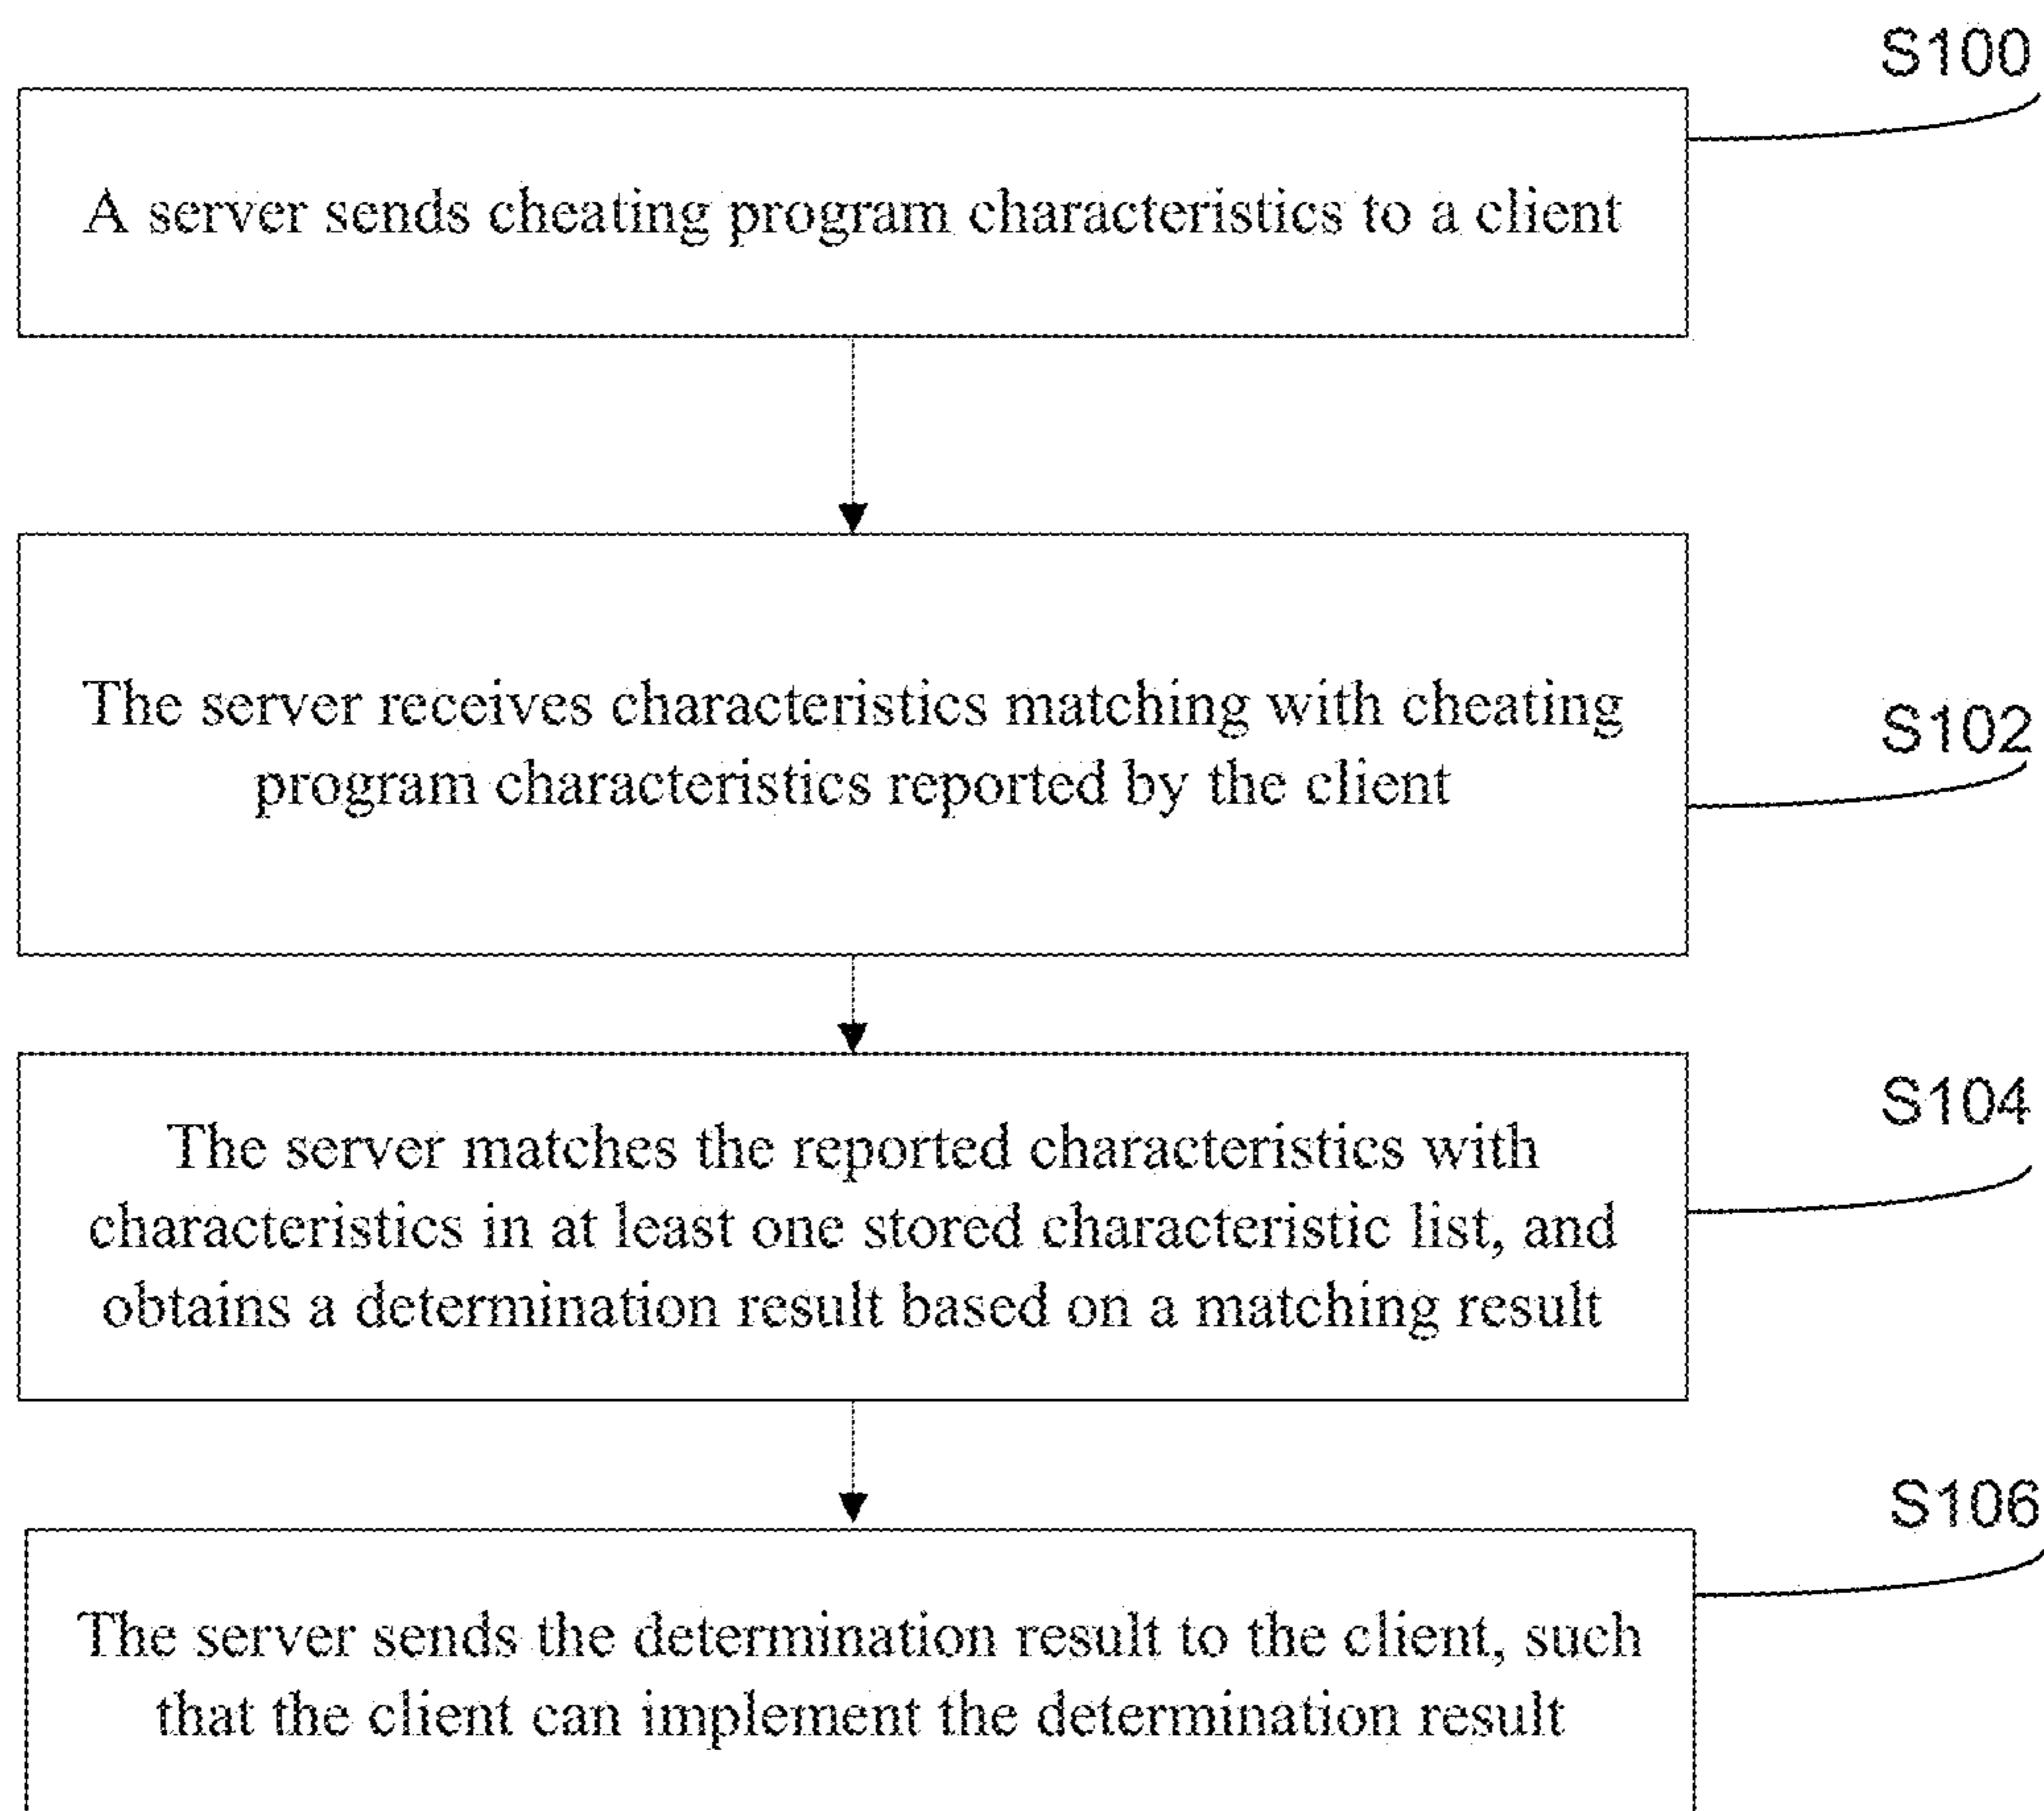 S100
A server sends cheating program characteristics to a client
The server receives characteristics matching with cheating
program characteristics reported by the client
S102
The server matches the reported characteristics with
characteristics in at least one stored characteristic list, and
obtains a determination result based on a matching result
S104
The server sends the determination result to the client, such
that the client can implement the determination result
S106